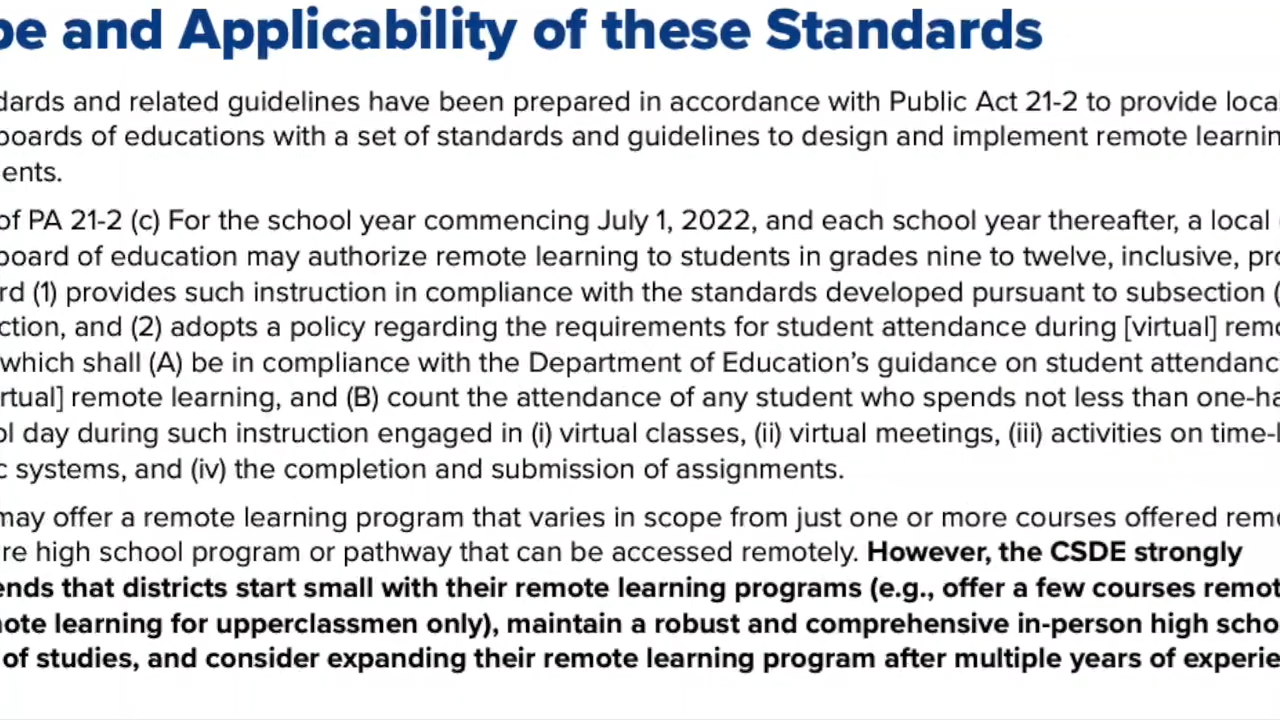 pe and Applicability of these Standards
dards and related guidelines have been prepared in accordance with Public Act 21-2 to provide local
boards of educations with a set of standards and guidelines to design and implement remote learnin
ents.
of PA 21-2 (c) For the school year commencing July 1, 2022, and each school year thereafter, a local
board of education may authorize remote learning to students in grades nine to twelve, inclusive, pro
rd (1) provides such instruction in compliance with the standards developed pursuant to subsection (
ction, and (2) adopts a policy regarding the requirements for student attendance during [virtual] remo
which shall (A) be in compliance with the Department of Education’s guidance on student attendanc
rtual] remote learning, and (B) count the attendance of any student who spends not less than one-ha
ol day during such instruction engaged in (i) virtual classes, (ii) virtual meetings, (iii) activities on time-l
c systems, and (iv) the completion and submission of assignments.
may offer a remote learning program that varies in scope from just one or more courses offered remo
re high school program or pathway that can be accessed remotely. However, the CSDE strongly
ends that districts start small with their remote learning programs (e.g., offer a few courses remot
ote learning for upperclassmen only), maintain a robust and comprehensive in-person high scho
of studies, and consider expanding their remote learning program after multiple years of experie